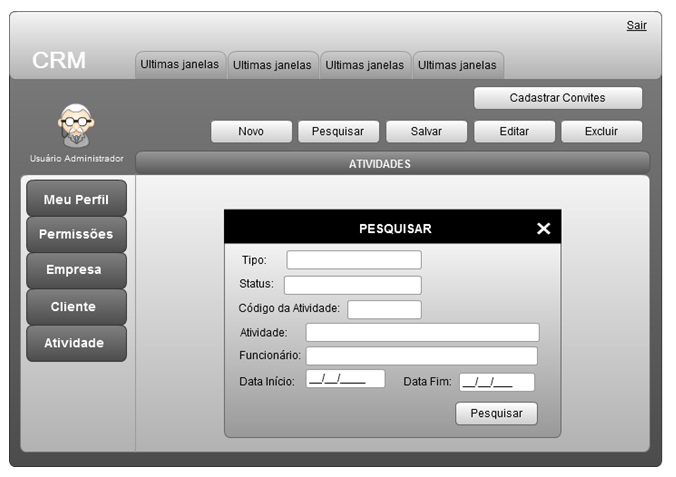 Sair
CRM
Ultimas janelas Ultimas janelas Ultimas janelas Ultimas janelas
Cadastrar Convites
Novo Pesquisar Salvar Editar Excluir
Usuário Administrador
ATIVIDADES
Meu Perfil
Permissões
Empresa
Cliente
Atividade
PESQUISAR
Tipo:
Status:
Código da Atividade:
Atividade:
Funcionário:
Data Início: __/__/____ Data Fim: __/__/___
Pesquisar